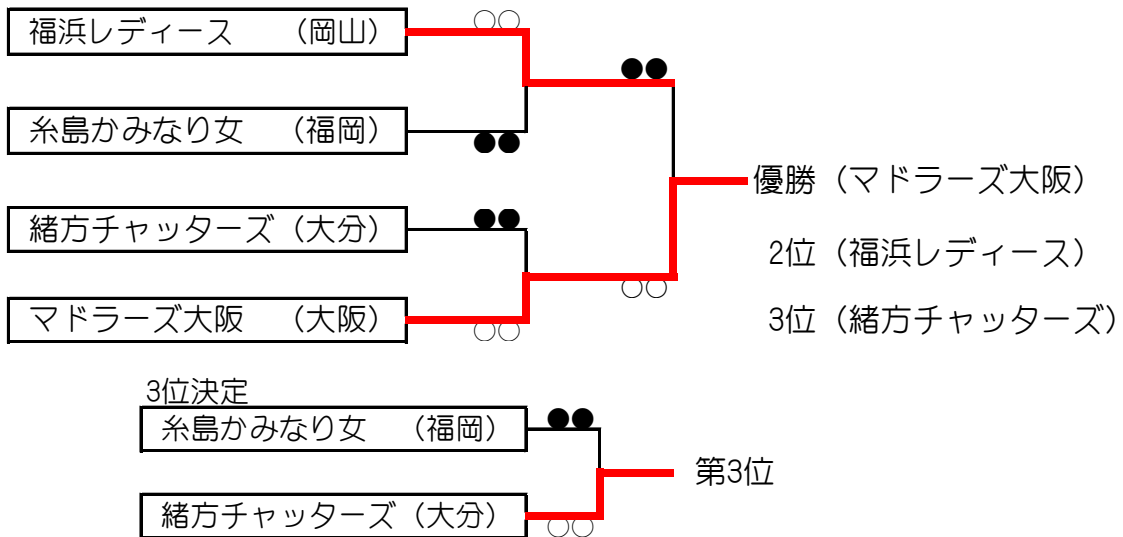 ○○
福浜レディース （岡山）
●●
糸島かみなり女 （福岡）
●●
優勝（マドラーズ大阪）
緒方チャッターズ（大分）
●●
2位（福浜レディース）
○○
マドラーズ大阪 （大阪）
○○
3位（緒方チャッターズ）
3位決定
糸島かみなり女 （福岡）
●●
第3位
緒方チャッターズ（大分）
○○